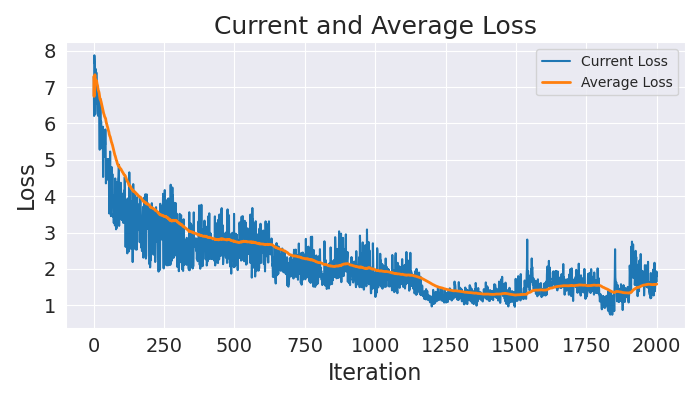 Current and Average Loss
Current Loss
Average Loss
Loss
8
7
6
5
4
3
2
1
0 250 500 750 1000 1250 1500 1750 2000
Iteration